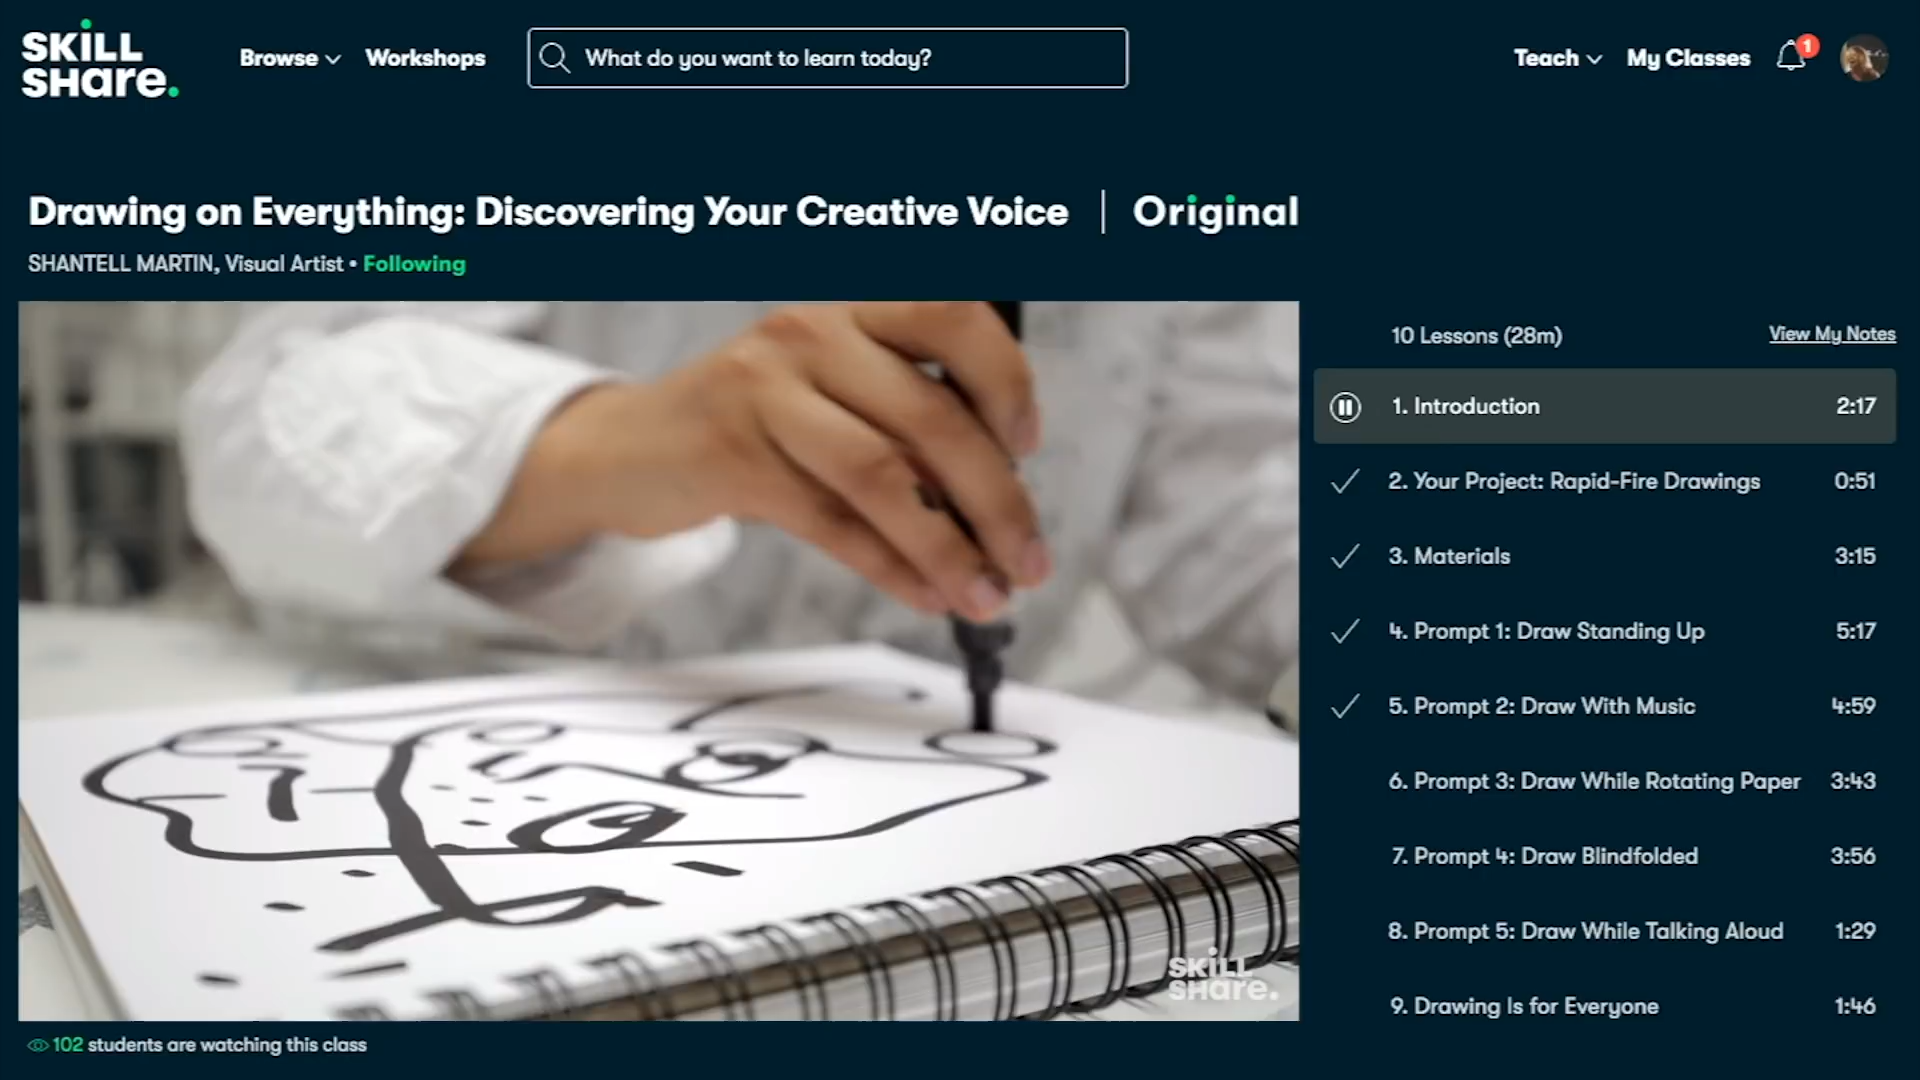 SKILL
SHare.
Browse
Workshops
What do you want to learn today?
Teach
My Classes
1
Drawing on Everything: Discovering Your Creative Voice | Original
SHANTELL MARTIN, Visual Artist • Following
10 Lessons (28m)
View My Notes
1. Introduction 2:17
2. Your Project: Rapid-Fire Drawings 0:51
3. Materials 3:15
4. Prompt 1: Draw Standing Up 5:17
5. Prompt 2: Draw With Music 4:59
6. Prompt 3: Draw While Rotating Paper 3:43
7. Prompt 4: Draw Blindfolded 3:56
8. Prompt 5: Draw While Talking Aloud 1:29
9. Drawing Is for Everyone 1:46
SKILL
SHare.
102 students are watching this class